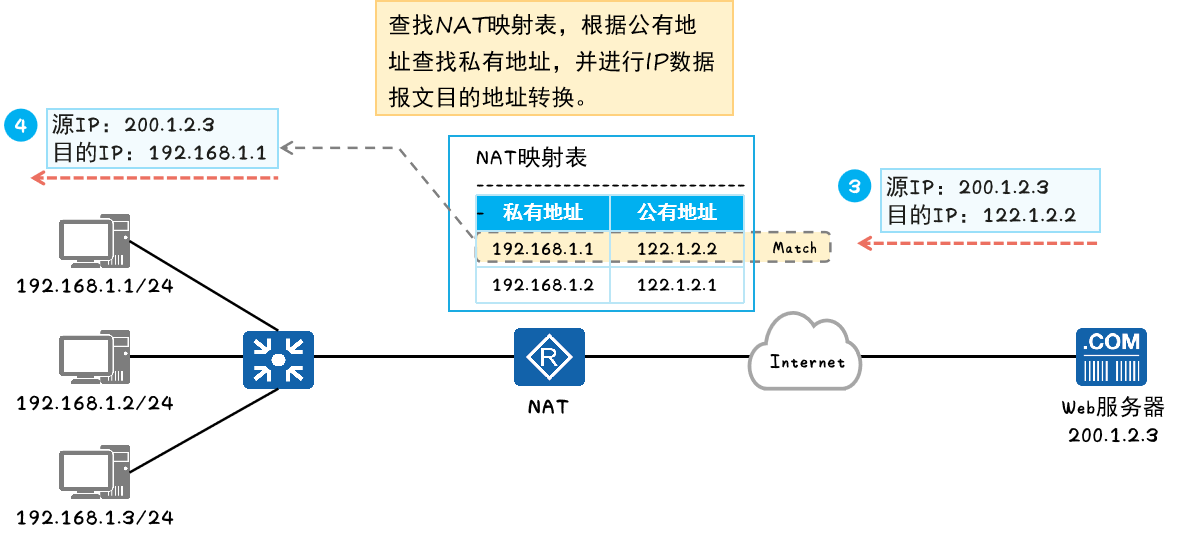 查找NAT映射表，根据公有地
址查找私有地址，并进行IP数据
报文目的地址转换。
4
源IP：200.1.2.3
目的IP：192.168.1.1
NAT映射表
私有地址 公有地址
192.168.1.1 122.1.2.2 Match
192.168.1.2 122.1.2.1
3
源IP：200.1.2.3
目的IP：122.1.2.2
192.168.1.1/24
192.168.1.2/24
192.168.1.3/24
R
NAT
Internet
.COM
Web服务器
200.1.2.3